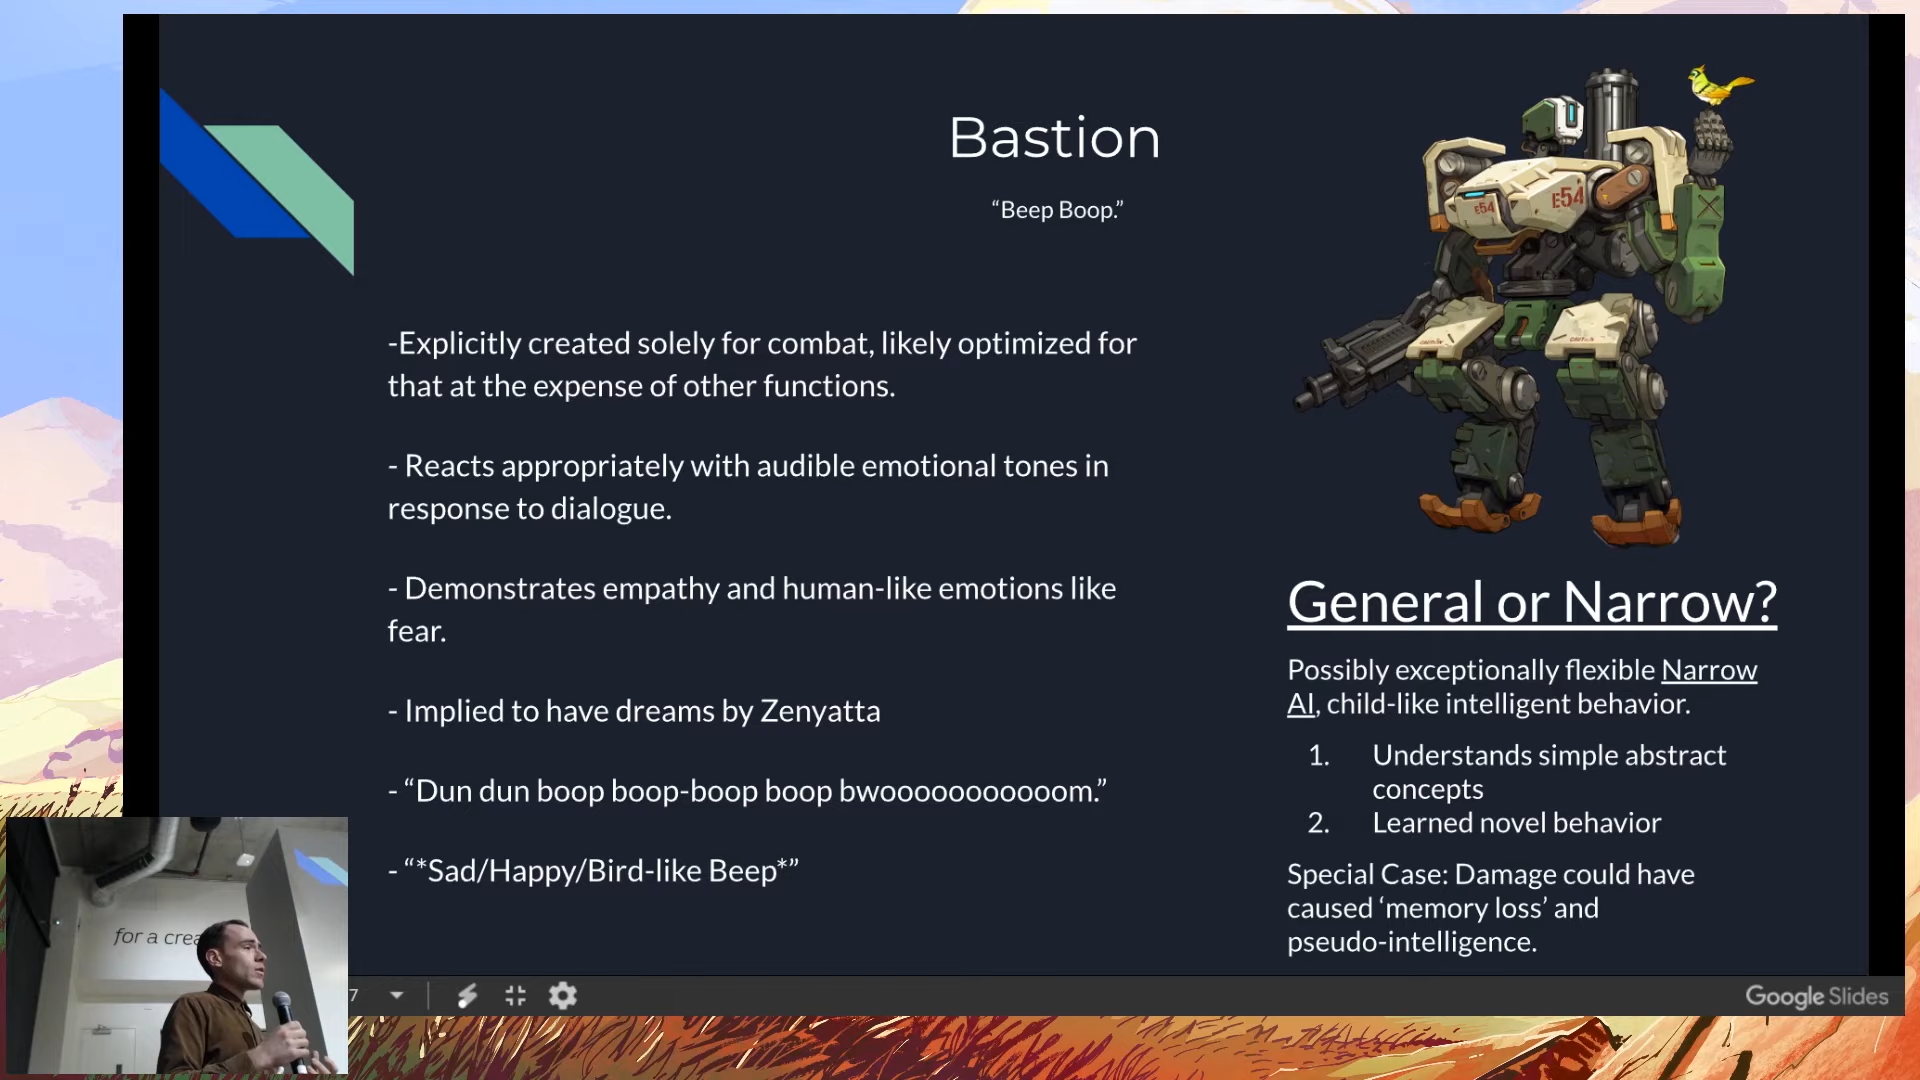 Bastion
“Beep Boop.”
-Explicitly created solely for combat, likely optimized for
that at the expense of other functions.
- Reacts appropriately with audible emotional tones in
response to dialogue.
- Demonstrates empathy and human-like emotions like
fear.
- Implied to have dreams by Zenyatta
- “Dun dun boop boop-boop boop bwooooooooooom.”
- “*Sad/Happy/Bird-like Beep*”
E54
E54
General or Narrow?
Possibly exceptionally flexible Narrow
AI, child-like intelligent behavior.
1. Understands simple abstract
concepts
2. Learned novel behavior
Special Case: Damage could have
caused ‘memory loss’ and
pseudo-intelligence.
for a crea
7
Google Slides